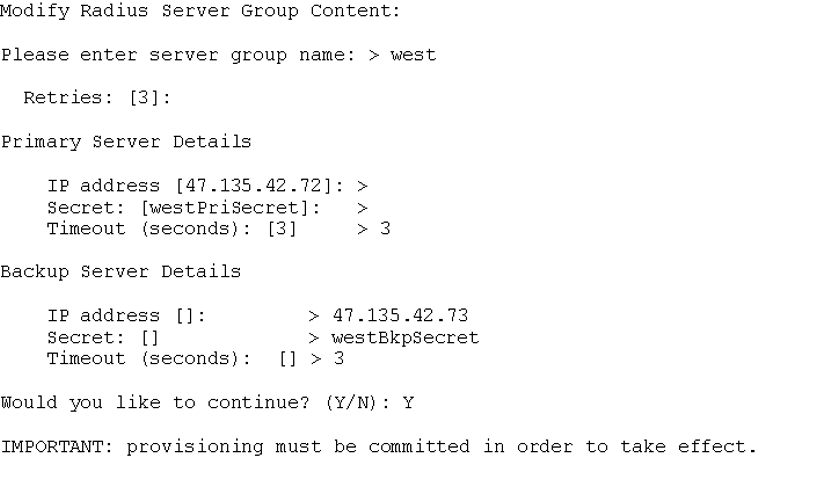 Modify Radius Server Group Content:
Please enter server group name: > west
Retries: [3]:
Primary Server Details
IP address [47.135.42.72]: >
Secret: [westPriSecret]: >
Timeout (seconds): [3] > 3
Backup Server Details
IP address []: > 47.135.42.73
Secret: [] > westBkpSecret
Timeout (seconds): [] > 3
Would you like to continue? (Y/N): Y
IMPORTANT: provisioning must be committed in order to take effect.